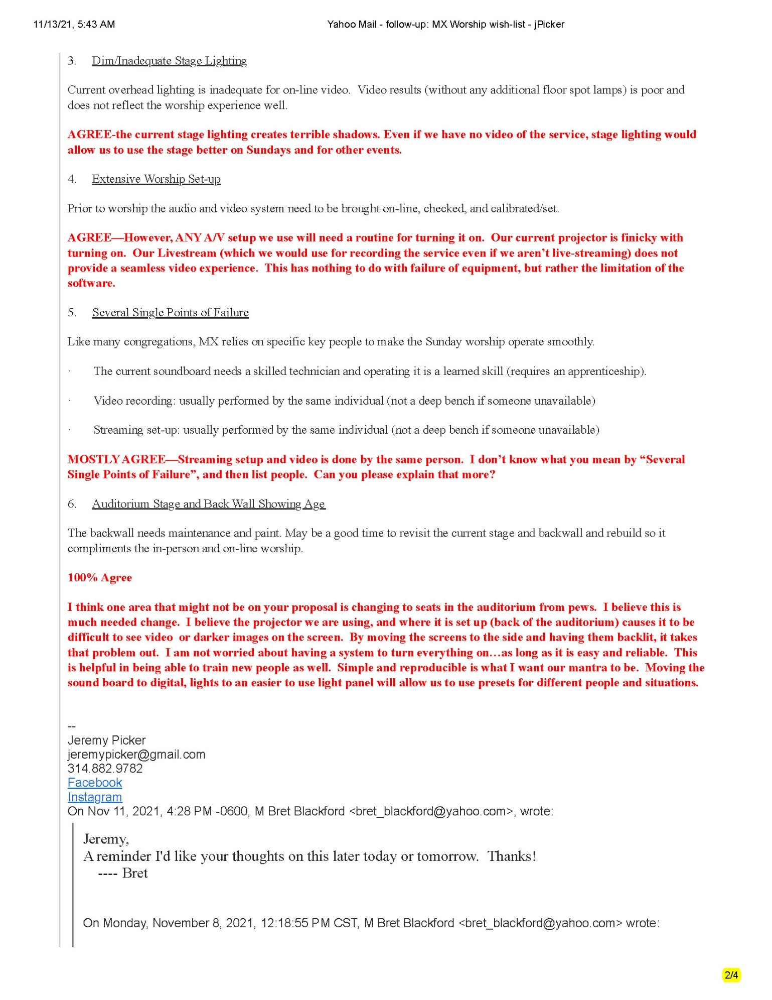 11/13/21, 5:43 AM
Yahoo Mail - follow-up: MX Worship wish-list - jPicker
3. Dim/Inadequate Stage Lighting
Current overhead lighting is inadequate for on-line video.  Video results (without any additional floor spot lamps) is poor and
does not reflect the worship experience well.
AGREE-the current stage lighting creates terrible shadows. Even if we have no video of the service, stage lighting would
allow us to use the stage better on Sundays and for other events.
4. Extensive Worship Set-up
Prior to worship the audio and video system need to be brought on-line, checked, and calibrated/set.
AGREE—However, ANY A/V setup we use will need a routine for turning it on.  Our current projector is finicky with
turning on.  Our Livestream (which we would use for recording the service even if we aren’t live-streaming) does not
provide a seamless video experience.  This has nothing to do with failure of equipment, but rather the limitation of the
software.
5. Several Single Points of Failure
Like many congregations, MX relies on specific key people to make the Sunday worship operate smoothly.
· The current soundboard needs a skilled technician and operating it is a learned skill (requires an apprenticeship).
· Video recording: usually performed by the same individual (not a deep bench if someone unavailable)
· Streaming set-up: usually performed by the same individual (not a deep bench if someone unavailable)
MOSTLY AGREE—Streaming setup and video is done by the same person.  I don’t know what you mean by “Several
Single Points of Failure”, and then list people.  Can you please explain that more?
6. Auditorium Stage and Back Wall Showing Age
The backwall needs maintenance and paint. May be a good time to revisit the current stage and backwall and rebuild so it
compliments the in-person and on-line worship.
100% Agree
I think one area that might not be on your proposal is changing to seats in the auditorium from pews.  I believe this is
much needed change.  I believe the projector we are using, and where it is set up (back of the auditorium) causes it to be
difficult to see video  or darker images on the screen.  By moving the screens to the side and having them backlit, it takes
that problem out.  I am not worried about having a system to turn everything on…as long as it is easy and reliable.  This
is helpful in being able to train new people as well.  Simple and reproducible is what I want our mantra to be.  Moving the
sound board to digital, lights to an easier to use light panel will allow us to use presets for different people and situations.
--
Jeremy Picker
jeremypicker@gmail.com
314.882.9782
Facebook
Instagram
On Nov 11, 2021, 4:28 PM -0600, M Bret Blackford <bret_blackford@yahoo.com>, wrote:
Jeremy,
A reminder I'd like your thoughts on this later today or tomorrow.  Thanks!
---- Bret
On Monday, November 8, 2021, 12:18:55 PM CST, M Bret Blackford <bret_blackford@yahoo.com> wrote:
2/4